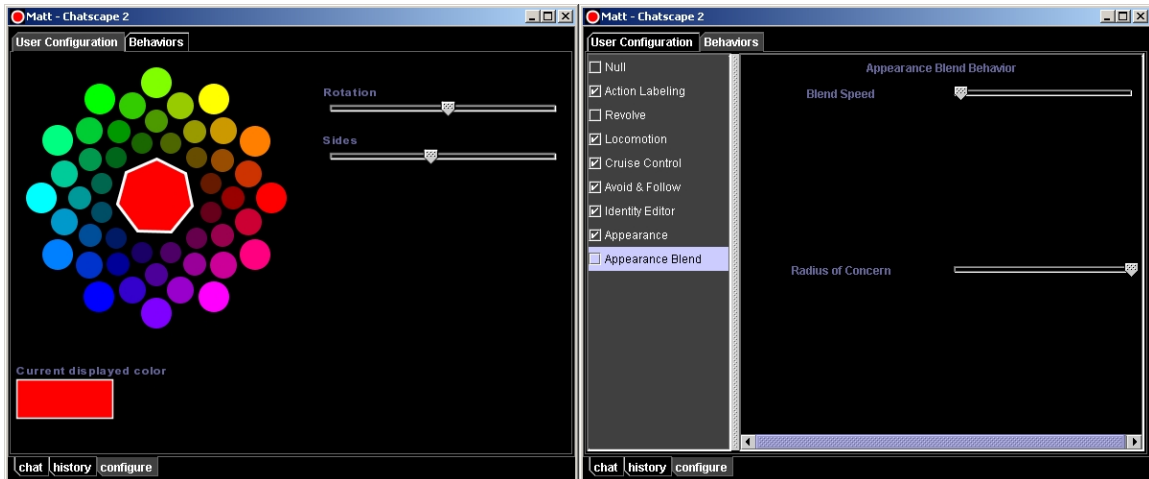 Matt - Chatscape 2
User Configuration Behaviors
Rotation
Sides
Current displayed color
chat history configure
Matt - Chatscape 2
User Configuration Behaviors
Null
Action Labeling
Revolve
Locomotion
Cruise Control
Avoid & Follow
Identity Editor
Appearance
Appearance Blend
Appearance Blend Behavior
Blend Speed
Radius of Concern
chat history configure